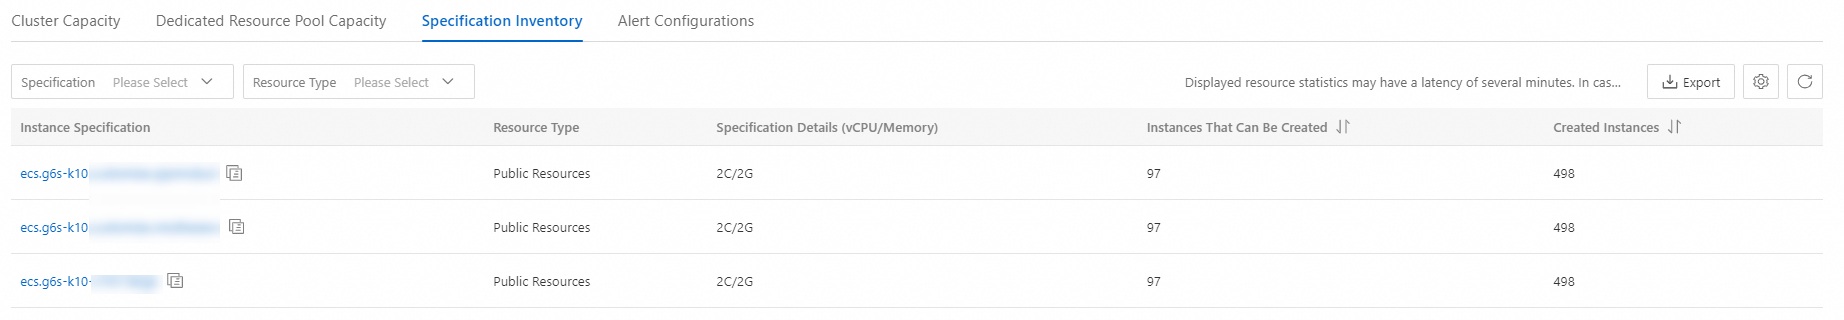 Cluster Capacity Dedicated Resource Pool Capacity Specification Inventory Alert Configurations
Specification Please Select Resource Type Please Select Displayed resource statistics may have a latency of several minutes. In cas... Export
Instance Specification Resource Type Specification Details (vCPU/Memory) Instances That Can Be Created Created Instances
ecs.g6s-k10 Public Resources 2C/2G 97 498
ecs.g6s-k10 Public Resources 2C/2G 97 498
ecs.g6s-k10- Public Resources 2C/2G 97 498